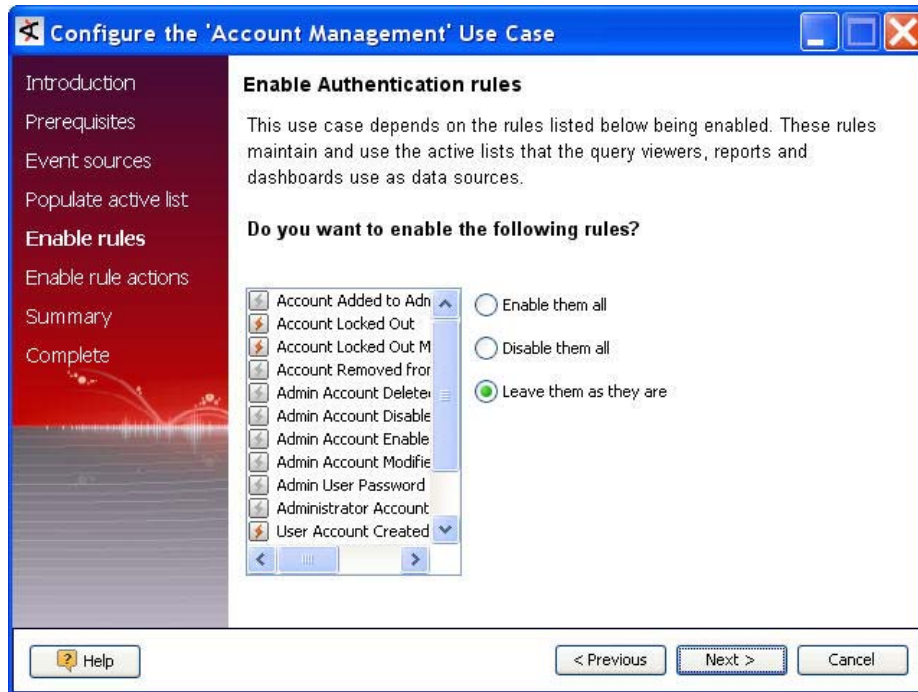 Configure the 'Account Management' Use Case
Introduction
Prerequisites
Event sources
Populate active list
Enable rules
Enable rule actions
Summary
Complete
Enable Authentication rules
This use case depends on the rules listed below being enabled. These rules
maintain and use the active lists that the query viewers, reports and
dashboards use as data sources.
Do you want to enable the following rules?
Account Added to Adm
Account Locked Out
Account Locked Out M
Account Removed from
Admin Account Delete
Admin Account Disable
Admin Account Enable
Admin Account Modifie
Admin User Password
Administrator Account
User Account Created
Enable them all
Disable them all
Leave them as they are
Help
< Previous
Next >
Cancel